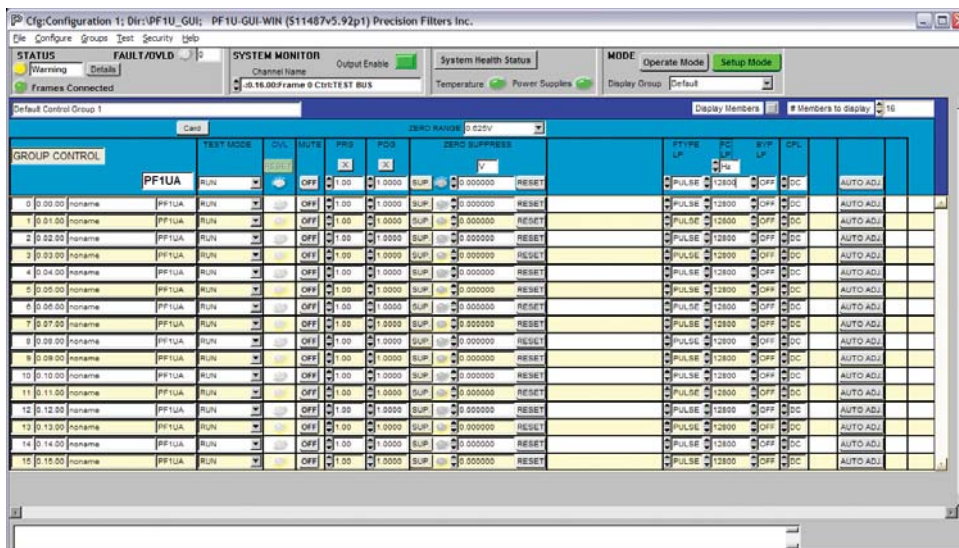 Cfg:Configuration 1; Dir:\PF1U_GUI; PF1U-GUI-WIN (S11487v5.92p1) Precision Filters Inc.
File Configure Groups Test Security Help
STATUS FAULT/OVLD 0 SYSTEM MONITOR Output Enable System Health Status MODE Operate Mode Setup Mode
Warning Details Channel Name
Frames Connected -:0.16.00:Frame 0 Ctrl:TEST BUS Temperature Power Supplies Display Group Default
Default Control Group 1 Display Members # Members to display 16
Card ZERO RANGE 0.625V
GROUP CONTROL TEST MODE OVL MUTE PRG POG ZERO SUPPRESS FTYPE LP FC LP BYP LP CPL
RESET X X V Hz
PF1UA RUN OFF 1.00 1.0000 SUP 0.000000 RESET PULSE 12800 OFF DC AUTO ADJ
0 0.00.00 noname PF1UA RUN OFF 1.00 1.0000 SUP 0.000000 RESET PULSE 12800 OFF DC AUTO ADJ
1 0.01.00 noname PF1UA RUN OFF 1.00 1.0000 SUP 0.000000 RESET PULSE 12800 OFF DC AUTO ADJ
2 0.02.00 noname PF1UA RUN OFF 1.00 1.0000 SUP 0.000000 RESET PULSE 12800 OFF DC AUTO ADJ
3 0.03.00 noname PF1UA RUN OFF 1.00 1.0000 SUP 0.000000 RESET PULSE 12800 OFF DC AUTO ADJ
4 0.04.00 noname PF1UA RUN OFF 1.00 1.0000 SUP 0.000000 RESET PULSE 12800 OFF DC AUTO ADJ
5 0.05.00 noname PF1UA RUN OFF 1.00 1.0000 SUP 0.000000 RESET PULSE 12800 OFF DC AUTO ADJ
6 0.06.00 noname PF1UA RUN OFF 1.00 1.0000 SUP 0.000000 RESET PULSE 12800 OFF DC AUTO ADJ
7 0.07.00 noname PF1UA RUN OFF 1.00 1.0000 SUP 0.000000 RESET PULSE 12800 OFF DC AUTO ADJ
8 0.08.00 noname PF1UA RUN OFF 1.00 1.0000 SUP 0.000000 RESET PULSE 12800 OFF DC AUTO ADJ
9 0.09.00 noname PF1UA RUN OFF 1.00 1.0000 SUP 0.000000 RESET PULSE 12800 OFF DC AUTO ADJ
10 0.10.00 noname PF1UA RUN OFF 1.00 1.0000 SUP 0.000000 RESET PULSE 12800 OFF DC AUTO ADJ
11 0.11.00 noname PF1UA RUN OFF 1.00 1.0000 SUP 0.000000 RESET PULSE 12800 OFF DC AUTO ADJ
12 0.12.00 noname PF1UA RUN OFF 1.00 1.0000 SUP 0.000000 RESET PULSE 12800 OFF DC AUTO ADJ
13 0.13.00 noname PF1UA RUN OFF 1.00 1.0000 SUP 0.000000 RESET PULSE 12800 OFF DC AUTO ADJ
14 0.14.00 noname PF1UA RUN OFF 1.00 1.0000 SUP 0.000000 RESET PULSE 12800 OFF DC AUTO ADJ
15 0.15.00 noname PF1UA RUN OFF 1.00 1.0000 SUP 0.000000 RESET PULSE 12800 OFF DC AUTO ADJ